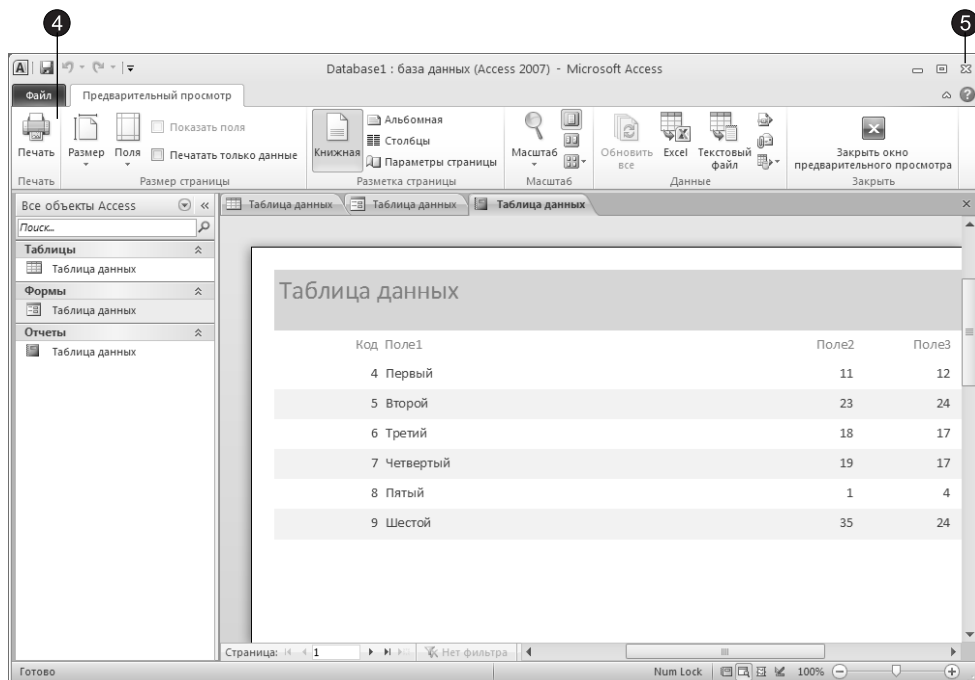 4
5
Database1 : база данных (Access 2007) - Microsoft Access
Файл
Предварительный просмотр
Печать
Размер
Поля
Показать поля
Печатать только данные
Книжная
Альбомная
Столбцы
Параметры страницы
Масштаб
Обновить все
Excel
Текстовый файл
Закрыть окно предварительного просмотра
Печать
Размер страницы
Разметка страницы
Масштаб
Данные
Закрыть
Все объекты Access
Поиск...
Таблицы
Таблица данных
Формы
Таблица данных
Отчеты
Таблица данных
Таблица данных
Таблица данных
Таблица данных
Таблица данных
Код Поле1 Поле2 Поле3
4 Первый 11 12
5 Второй 23 24
6 Третий 18 17
7 Четвертый 19 17
8 Пятый 1 4
9 Шестой 35 24
Страница: 1
Нет фильтра
Готово
Num Lock
100%